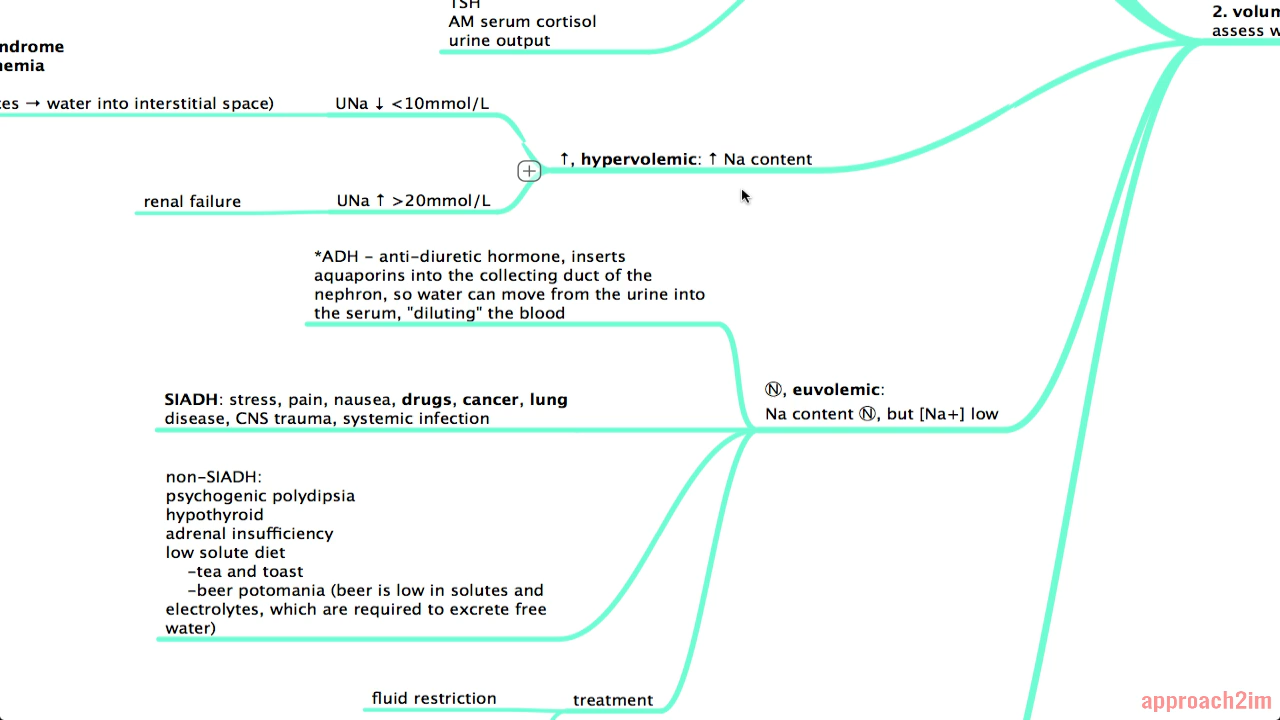 TSH
AM serum cortisol
urine output
2. volum
assess w
ndrome
emia
es → water into interstitial space)
UNa ↓ <10mmol/L
↑, hypervolemic: ↑ Na content
renal failure
UNa ↑ >20mmol/L
*ADH – anti-diuretic hormone, inserts
aquaporins into the collecting duct of the
nephron, so water can move from the urine into
the serum, "diluting" the blood
SIADH: stress, pain, nausea, drugs, cancer, lung
disease, CNS trauma, systemic infection
Ⓝ, euvolemic:
Na content Ⓝ, but [Na+] low
non-SIADH:
psychogenic polydipsia
hypothyroid
adrenal insufficiency
low solute diet
-tea and toast
-beer potomania (beer is low in solutes and
electrolytes, which are required to excrete free
water)
fluid restriction
treatment
approach2im